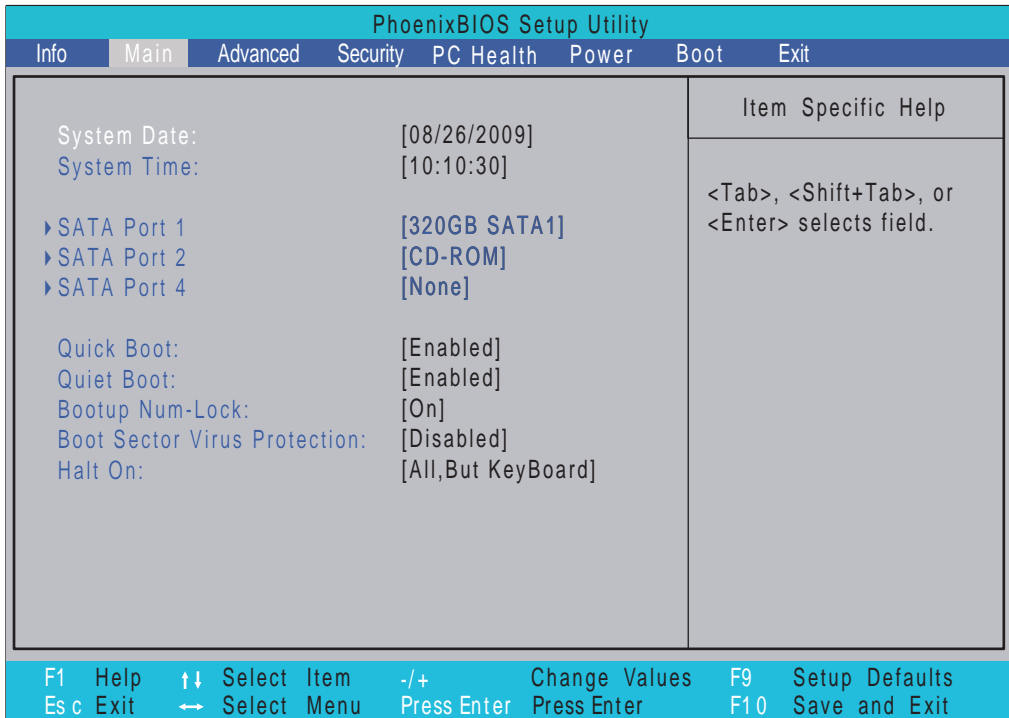 PhoenixBIOS Setup Utility
Info Main Advanced Security PC Health Power Boot Exit
Item Specific Help
System Date: [08/26/2009]
System Time: [10:10:30]
<Tab>, <Shift+Tab>, or
<Enter> selects field.
SATA Port 1 [320GB SATA1]
SATA Port 2 [CD-ROM]
SATA Port 4 [None]
Quick Boot: [Enabled]
Quiet Boot: [Enabled]
Bootup Num-Lock: [On]
Boot Sector Virus Protection: [Disabled]
Halt On: [All,But KeyBoard]
F1 Help ↑↓ Select Item -/+ Change Values F9 Setup Defaults
Esc Exit ↔ Select Menu Press Enter Press Enter F10 Save and Exit